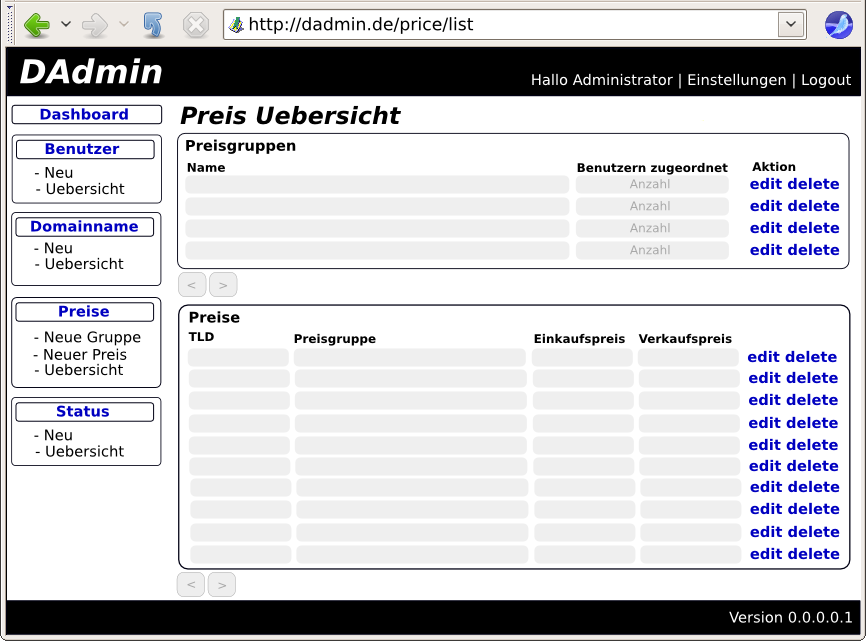 http://dadmin.de/price/list
DAdmin
Hallo Administrator | Einstellungen | Logout
Dashboard
Benutzer
- Neu
- Uebersicht
Domainname
- Neu
- Uebersicht
Preise
- Neue Gruppe
- Neuer Preis
- Uebersicht
Status
- Neu
- Uebersicht
Preis Uebersicht
Preisgruppen
Name Benutzern zugeordnet Aktion
Anzahl edit delete
Anzahl edit delete
Anzahl edit delete
Anzahl edit delete
< >
Preise
TLD Preisgruppe Einkaufspreis Verkaufspreis
edit delete
edit delete
edit delete
edit delete
edit delete
edit delete
edit delete
edit delete
edit delete
edit delete
< >
Version 0.0.0.0.1